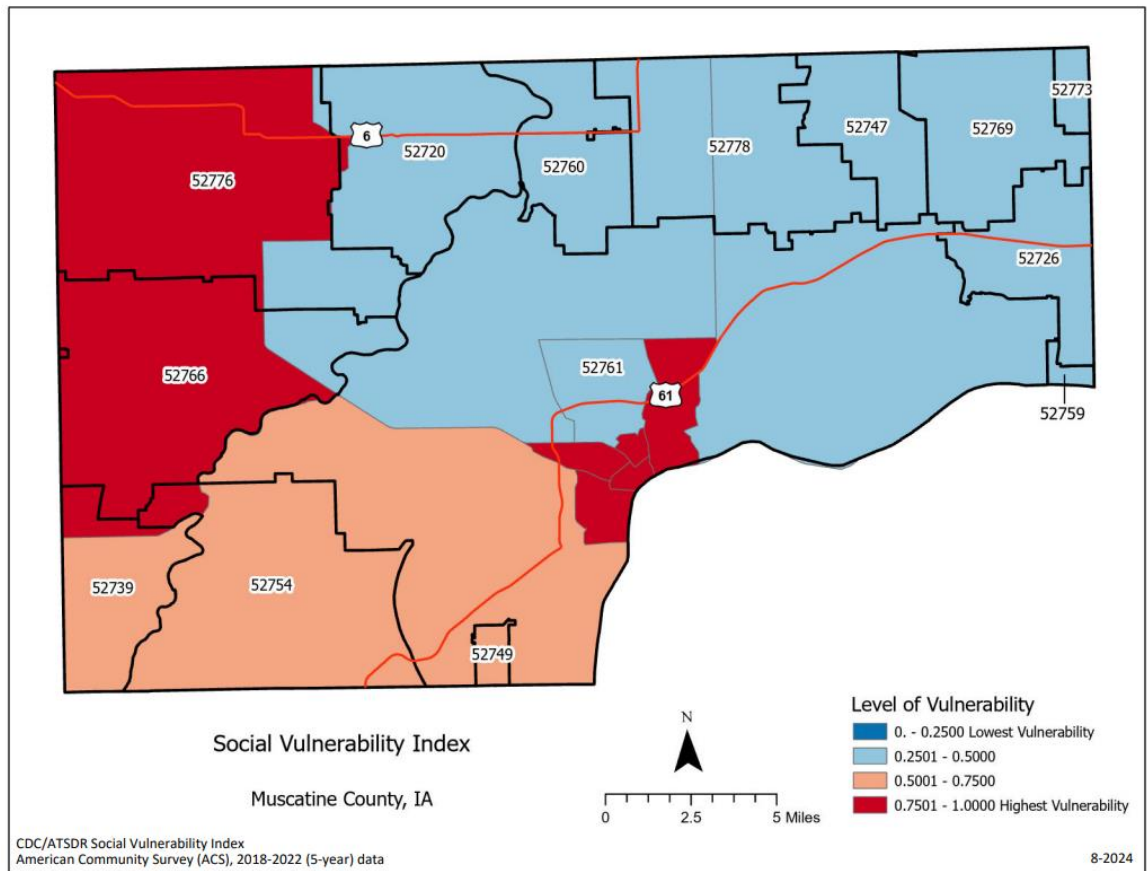 52773
6
52720
52747
52769
52778
52760
52776
52726
52761
52766
61
52759
52739
52754
52749
Level of Vulnerability
0. - 0.2500 Lowest Vulnerability
0.2501 - 0.5000
0.5001 - 0.7500
0.7501 - 1.0000 Highest Vulnerability
Social Vulnerability Index
Muscatine County, IA
N
0 2.5 5 Miles
CDC/ATSDR Social Vulnerability Index
American Community Survey (ACS), 2018-2022 (5-year) data
8-2024